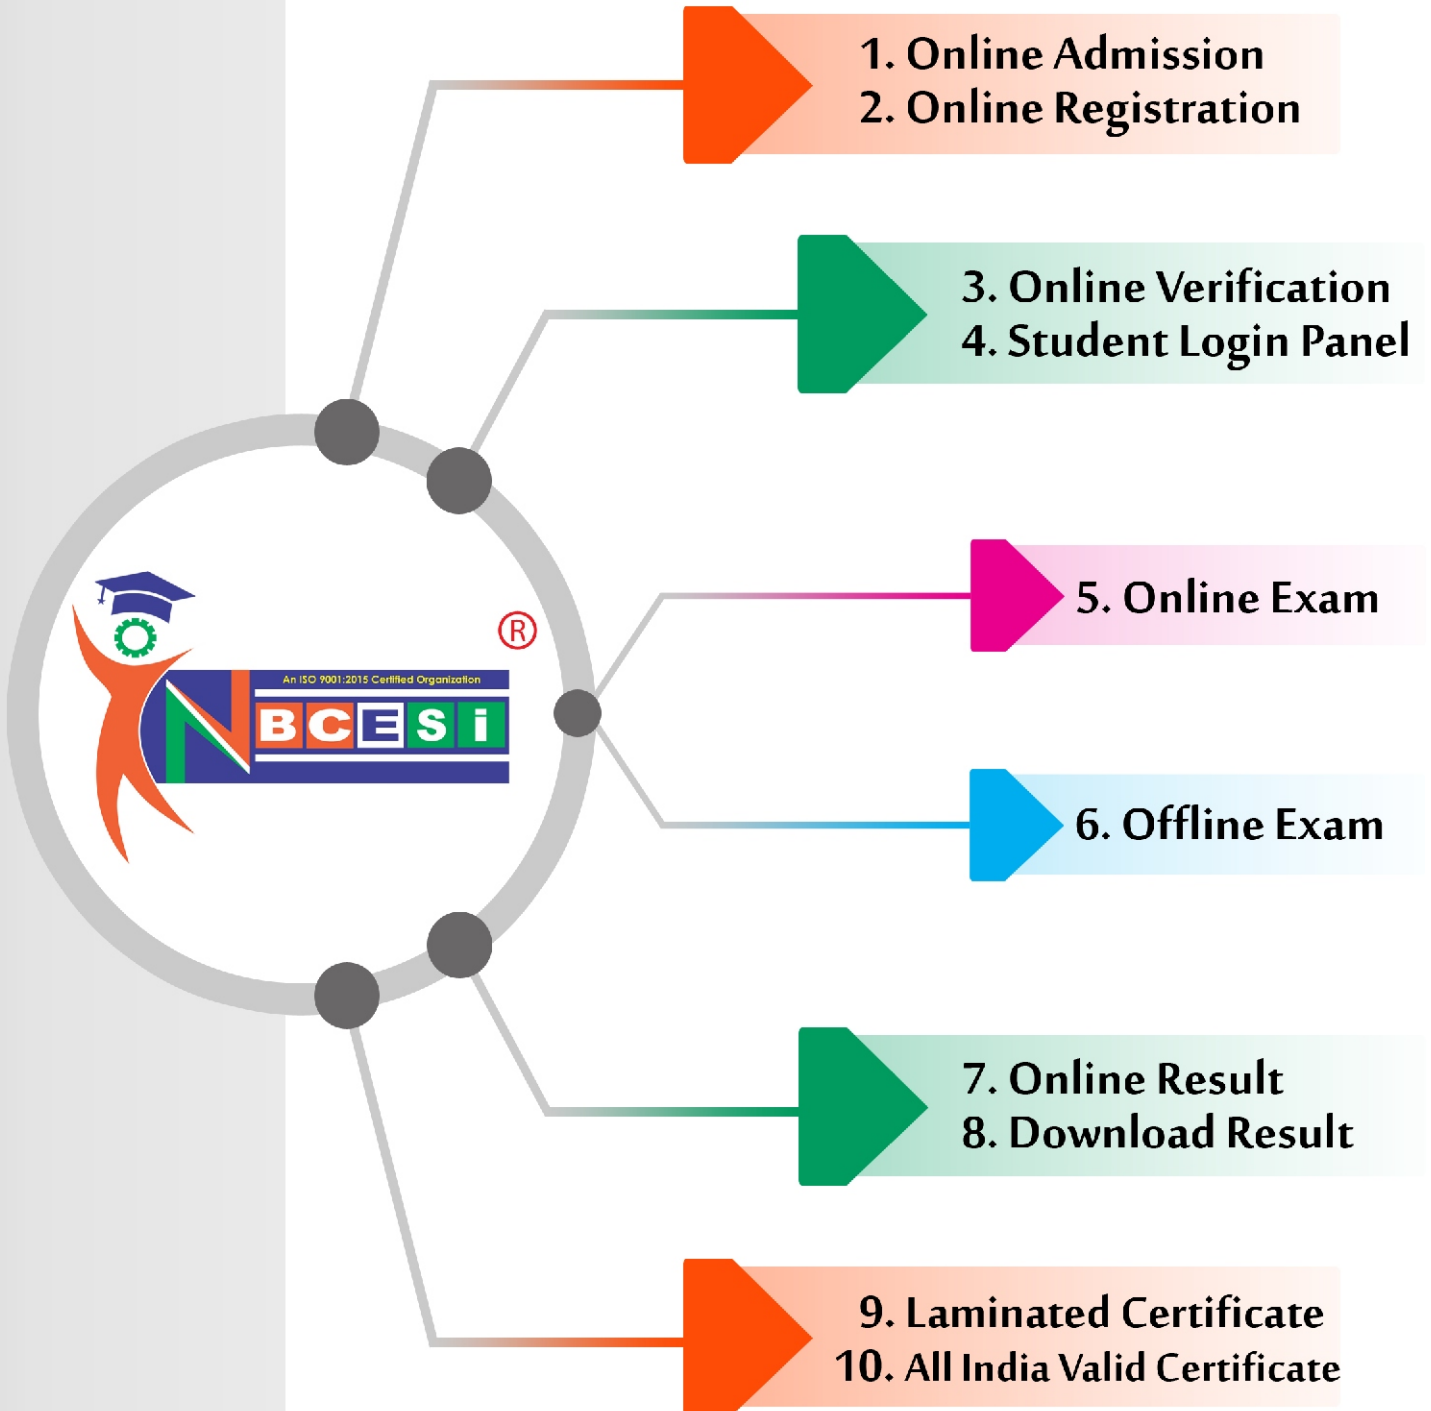 1. Online Admission
2. Online Registration
3. Online Verification
4. Student Login Panel
®
An ISO 9001:2015 Certified Organization
NBCESi
5. Online Exam
6. Offline Exam
7. Online Result
8. Download Result
9. Laminated Certificate
10. All India Valid Certificate